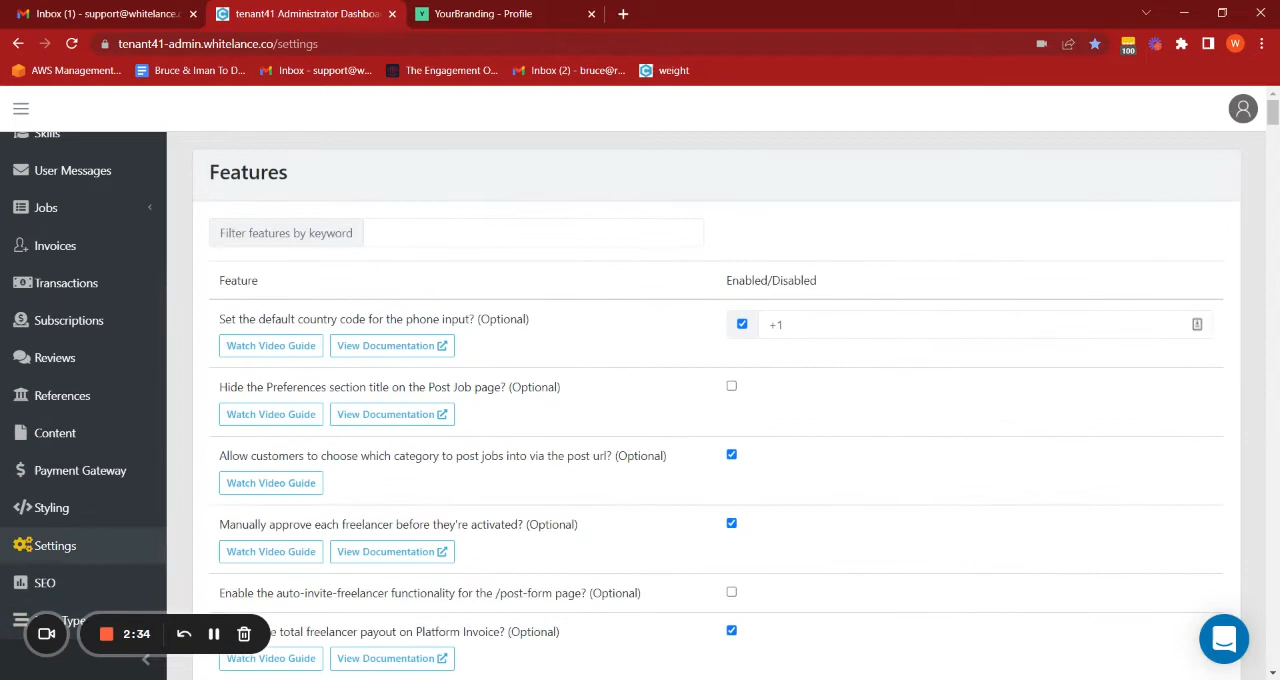 Inbox (1) - support@whitelance.
tenant41 Administrator Dashboa
YourBranding - Profile
tenant41-admin.whitelance.co/settings
100
W
AWS Management...
Bruce & Iman To D...
Inbox - support@w...
The Engagement O...
Inbox (2) - bruce@r...
weight
Skills
User Messages
Jobs
Invoices
Transactions
Subscriptions
Reviews
References
Content
Payment Gateway
Styling
Settings
SEO
2:34
Features
Filter features by keyword
Feature
Enabled/Disabled
Set the default country code for the phone input? (Optional)
+1
Watch Video Guide
View Documentation
Hide the Preferences section title on the Post Job page? (Optional)
Watch Video Guide
View Documentation
Allow customers to choose which category to post jobs into via the post url? (Optional)
Watch Video Guide
Manually approve each freelancer before they're activated? (Optional)
Watch Video Guide
View Documentation
Enable the auto-invite-freelancer functionality for the /post-form page? (Optional)
total freelancer payout on Platform Invoice? (Optional)
Watch Video Guide
View Documentation